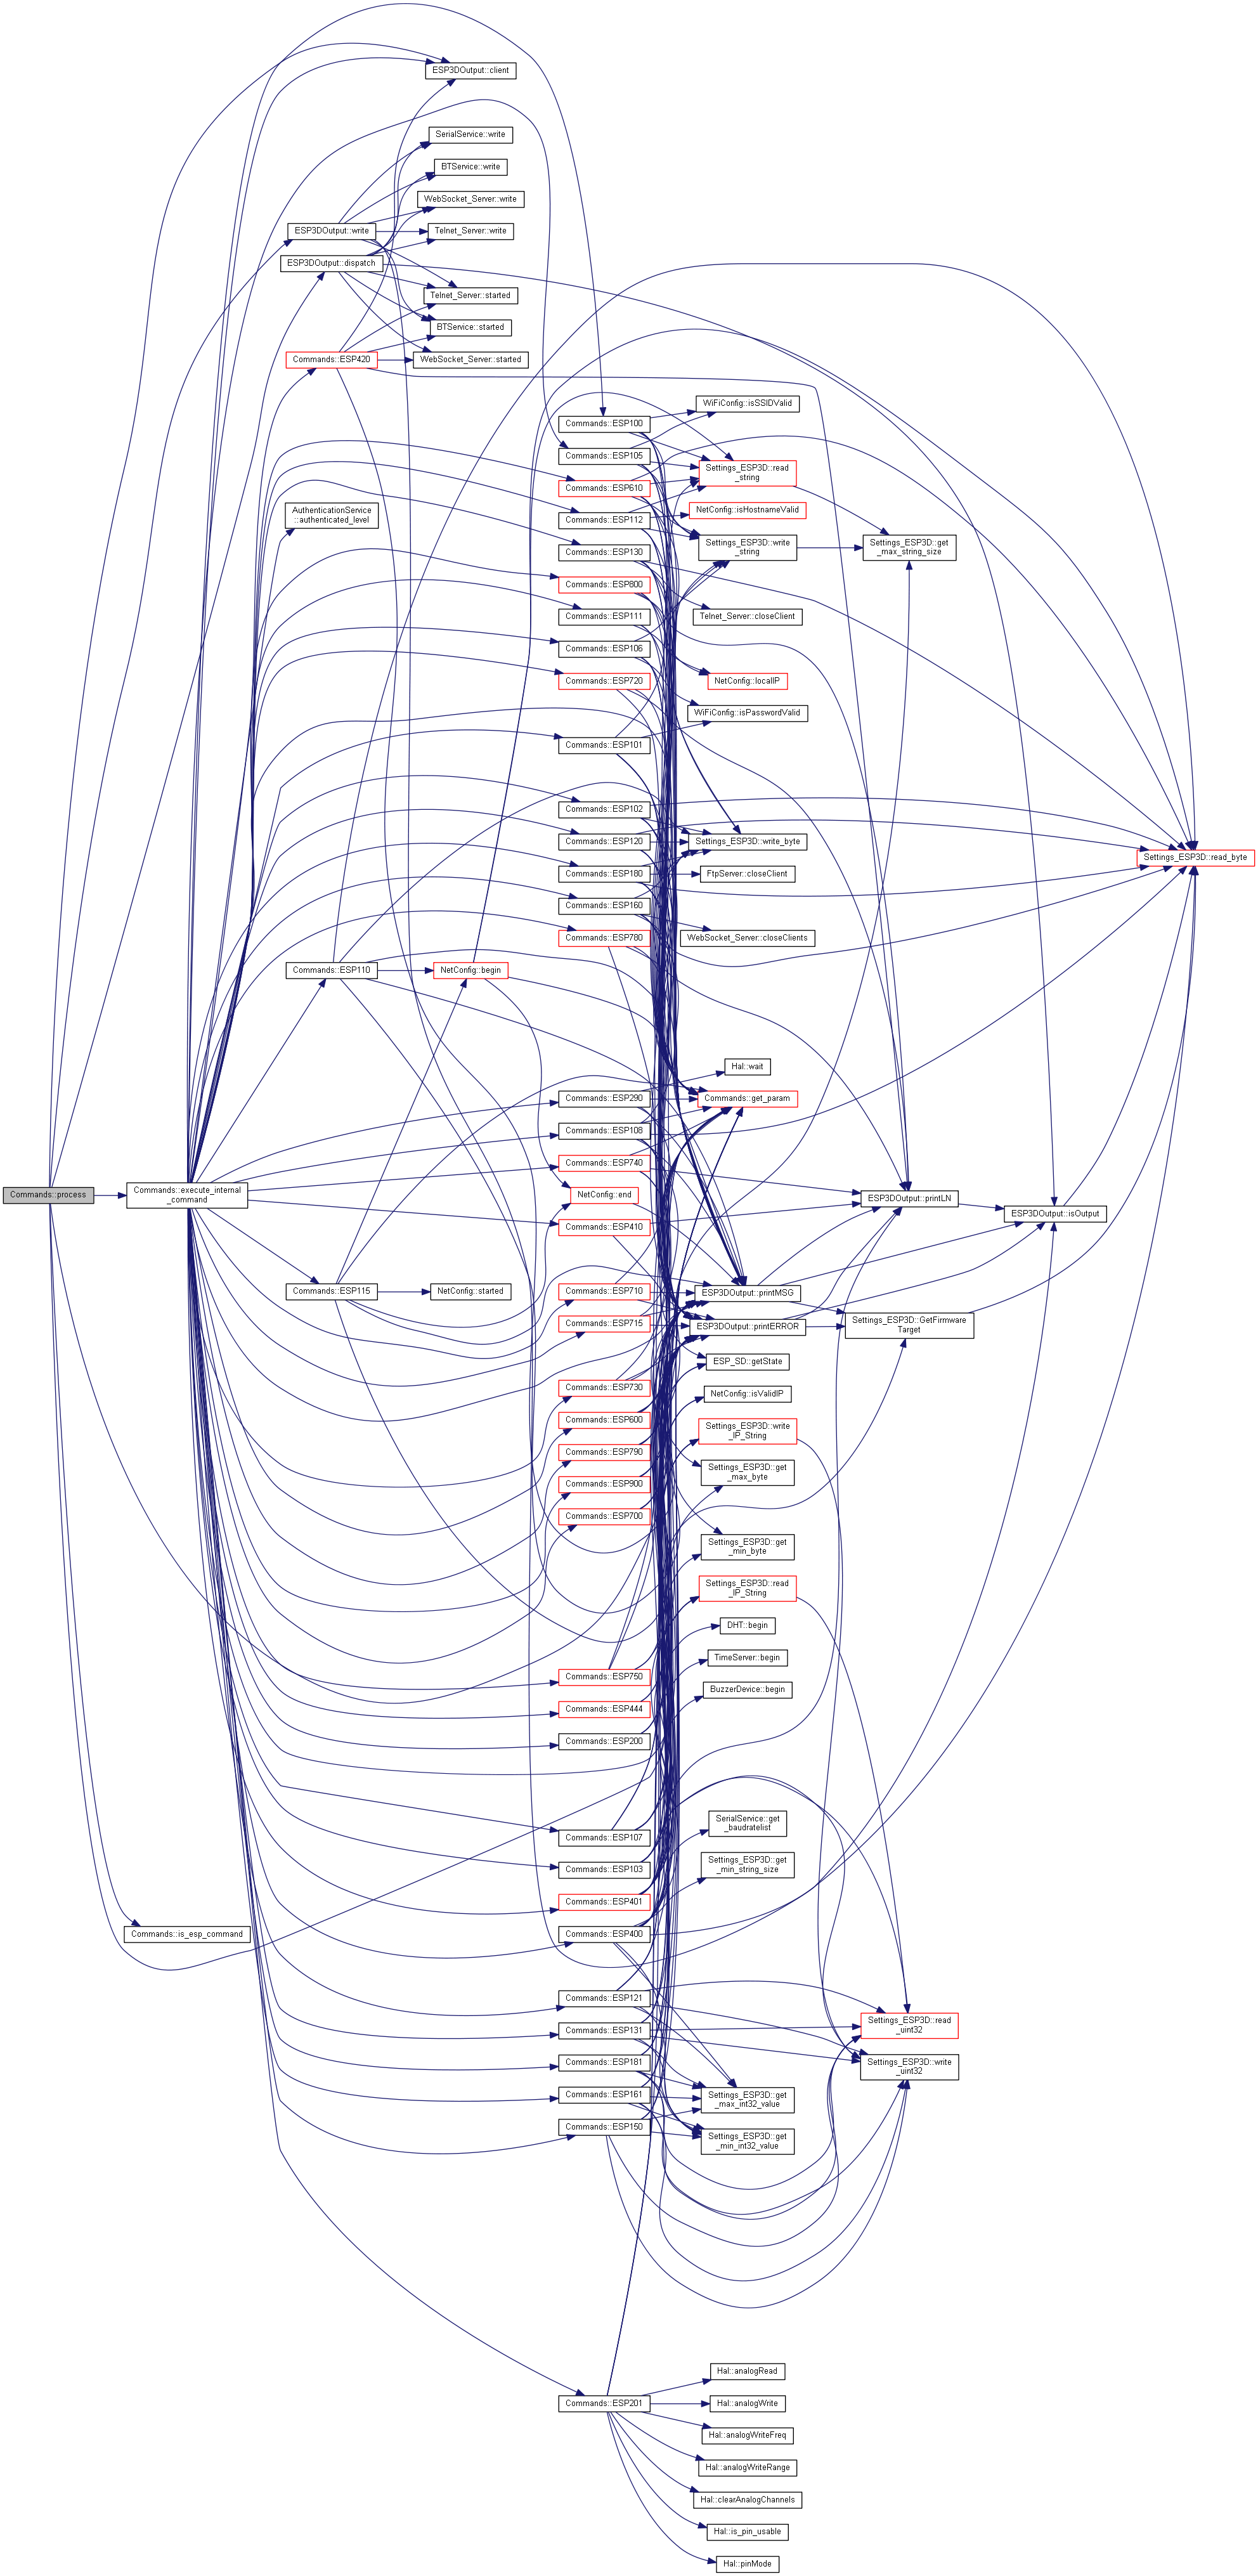 ESP3DOutput::client
SerialService::write
BTService::write
WebSocket_Server::write
ESP3DOutput::write
Telnet_Server::write
ESP3DOutput::dispatch
Telnet_Server::started
BTService::started
Commands::ESP420
WebSocket_Server::started
WiFiConfig::isSSIDValid
Commands::ESP100
Commands::ESP105
Settings_ESP3D::read
_string
Commands::ESP610
AuthenticationService
::authenticated_level
NetConfig::isHostnameValid
Commands::ESP112
Settings_ESP3D::write
_string
Settings_ESP3D::get
_max_string_size
Commands::ESP130
Commands::ESP800
Commands::ESP111
Telnet_Server::closeClient
Commands::ESP106
Commands::ESP720
NetConfig::localIP
WiFiConfig::isPasswordValid
Commands::ESP101
Commands::ESP102
Commands::ESP120
Settings_ESP3D::write_byte
Settings_ESP3D::read_byte
Commands::ESP180
FtpServer::closeClient
Commands::ESP160
Commands::ESP780
WebSocket_Server::closeClients
Commands::ESP110
NetConfig::begin
Hal::wait
Commands::ESP290
Commands::get_param
Commands::ESP108
Commands::ESP740
Commands::process
Commands::execute_internal
_command
NetConfig::end
ESP3DOutput::printLN
ESP3DOutput::isOutput
Commands::ESP410
Commands::ESP115
NetConfig::started
Commands::ESP710
ESP3DOutput::printMSG
Commands::ESP715
ESP3DOutput::printERROR
Settings_ESP3D::GetFirmware
Target
ESP_SD::getState
Commands::ESP730
NetConfig::isValidIP
Commands::ESP600
Settings_ESP3D::write
_IP_String
Commands::ESP790
Settings_ESP3D::get
_max_byte
Commands::ESP900
Commands::ESP700
Settings_ESP3D::get
_min_byte
Settings_ESP3D::read
_IP_String
DHT::begin
TimeServer::begin
Commands::ESP750
BuzzerDevice::begin
Commands::ESP444
Commands::ESP200
SerialService::get
_baudratelist
Commands::ESP107
Settings_ESP3D::get
_min_string_size
Commands::ESP103
Commands::ESP401
Commands::is_esp_command
Commands::ESP400
Commands::ESP121
Settings_ESP3D::read
_uint32
Commands::ESP131
Settings_ESP3D::write
_uint32
Commands::ESP181
Commands::ESP161
Settings_ESP3D::get
_max_int32_value
Commands::ESP150
Settings_ESP3D::get
_min_int32_value
Hal::analogRead
Commands::ESP201
Hal::analogWrite
Hal::analogWriteFreq
Hal::analogWriteRange
Hal::clearAnalogChannels
Hal::is_pin_usable
Hal::pinMode